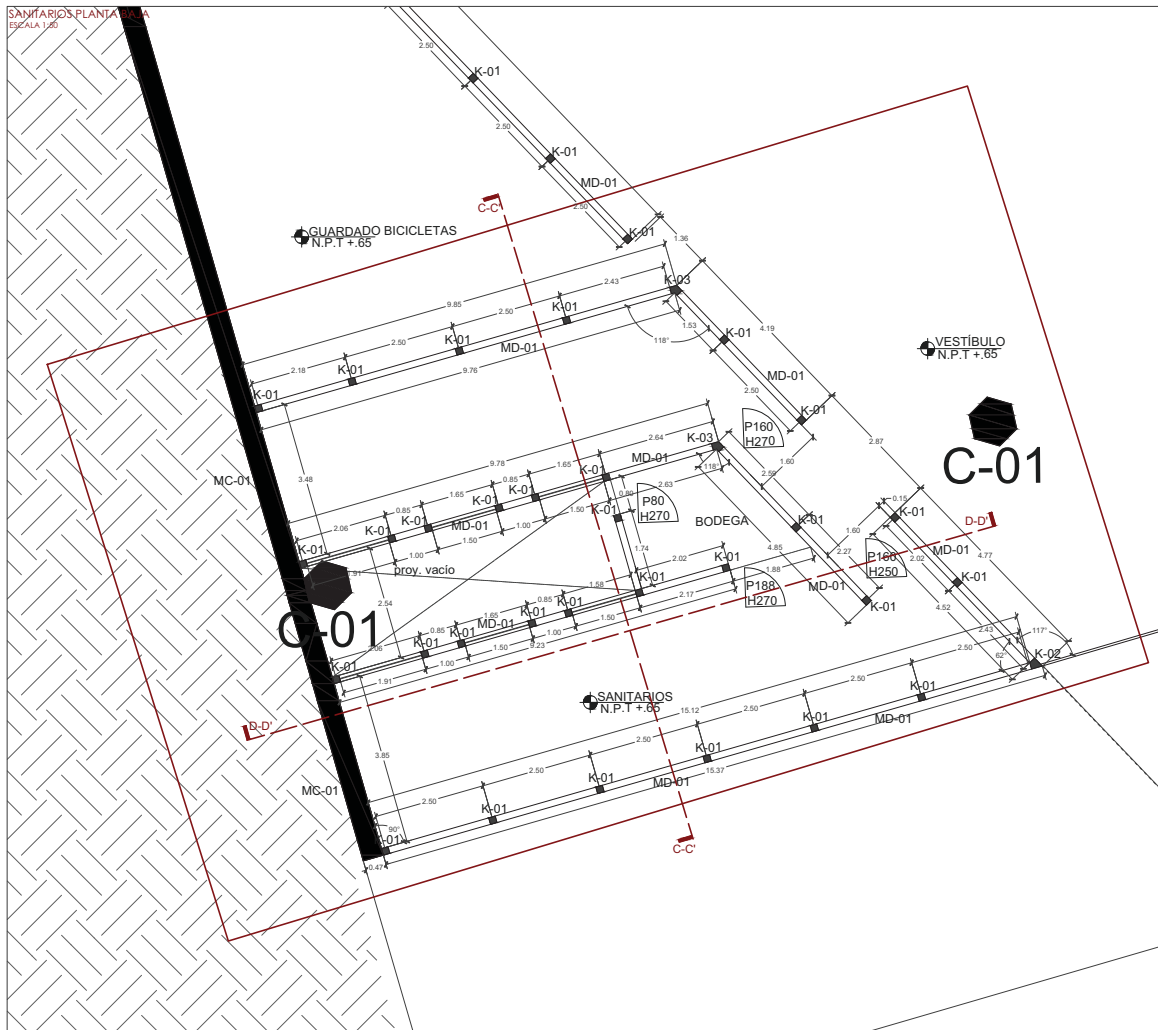 SANITARIOS PLANTA BAJA
ESCALA 1:50
2.50
K-01
2.50
K-01
MD-01
2.50
K-01
C-C'
GUARDADO BICICLETAS
N.P.T +.65
1.36
K-03
2.43
9.85
2.50
K-01
4.19
1.53
118°
K-01
VESTÍBULO
N.P.T +.65
2.50
K-01
MD-01
2.18
9.76
K-01
MD-01
2.50
K-01
K-01
P160
H270
C-01
2.87
2.64
K-03
MD-01
9.78
1.65
K-01
118°
2.59
1.60
3.48
MC-01
0.85
K-01
2.63
0.80
P80
H270
1.65
K-01
1.50
K-01
0.15
K-01
0.85
K-01
MD-01
1.00
BODEGA
K-01
1.60
D-D'
2.06
K-01
1.50
K-01
1.00
4.85
2.27
P160
H250
MD-01
1.74
2.02
2.02
4.77
1.91
proy. vacío
2.54
1.58
K-01
K-01
1.88
P188
H270
MD-01
K-01
K-01
C-01
0.85
1.65
K-01
K-01
2.17
4.52
MD-01
0.85
K-01
1.50
2.43
117°
K-01
1.00
2.06
K-01
1.50
9.23
62°
K-02
1.00
1.91
2.50
SANITARIOS
N.P.T +.65
15.12
2.50
K-01
D-D'
2.50
K-01
MD-01
3.85
2.50
K-01
15.37
MC-01
2.50
K-01
MD-01
2.50
K-01
90°
K-01
0.47
C-C'